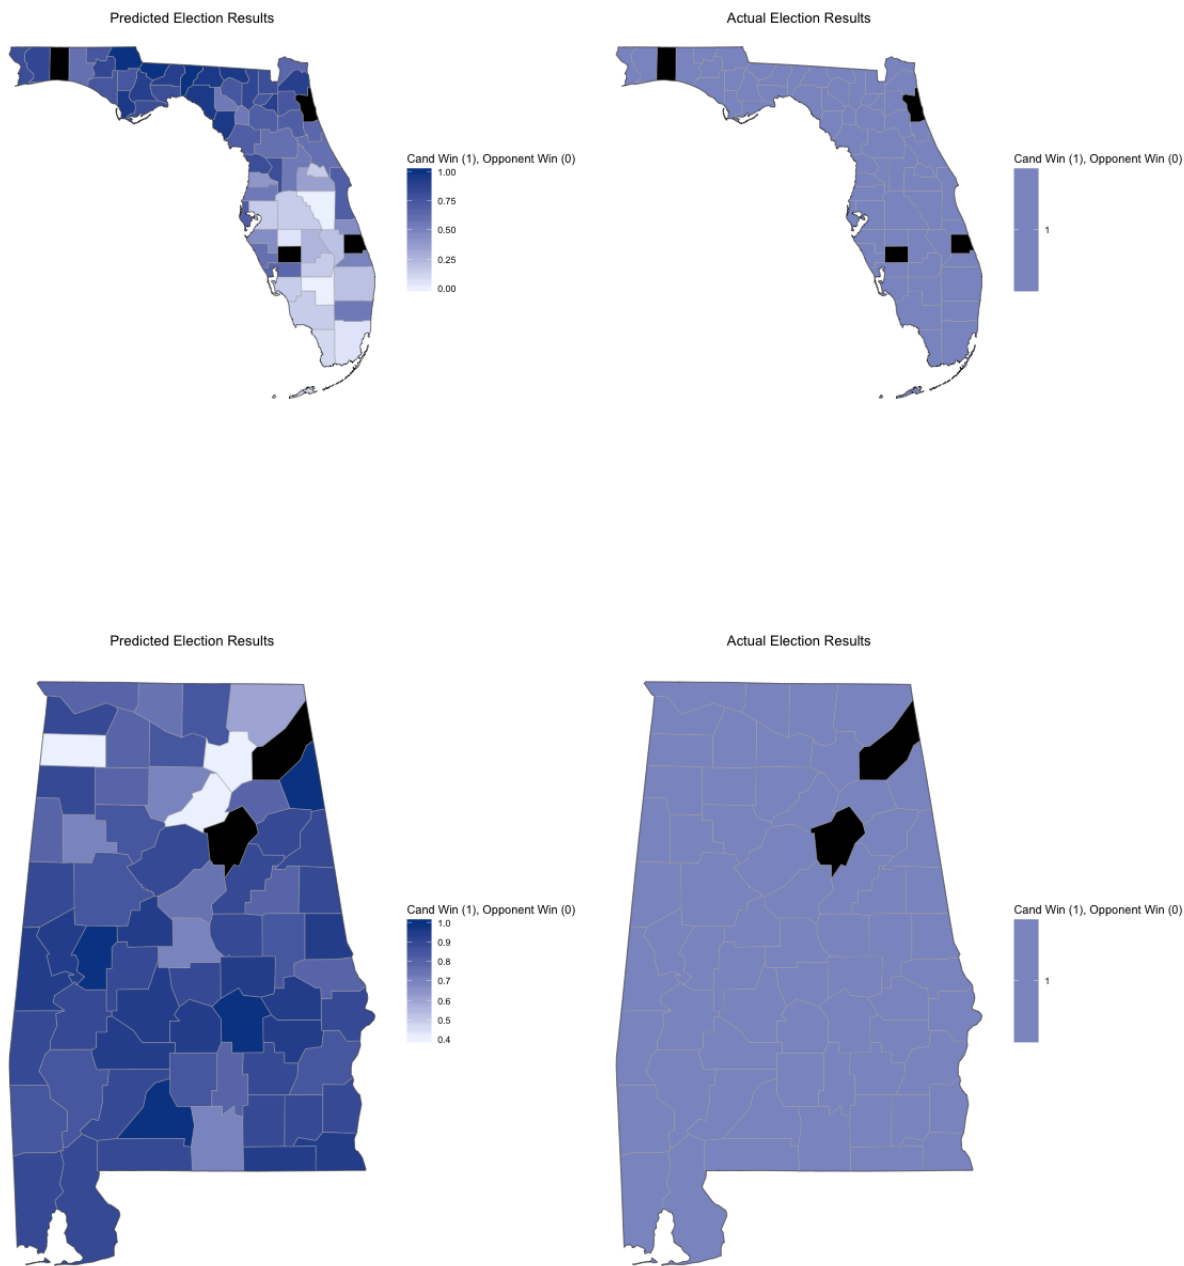 Predicted Election Results
Actual Election Results
Cand Win (1), Opponent Win (0)
1.00
0.75
0.50
0.25
0.00
Cand Win (1), Opponent Win (0)
1
Predicted Election Results
Actual Election Results
Cand Win (1), Opponent Win (0)
1.0
0.9
0.8
0.7
0.6
0.5
0.4
Cand Win (1), Opponent Win (0)
1